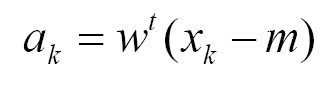 a_k = w^t (x_k − m)